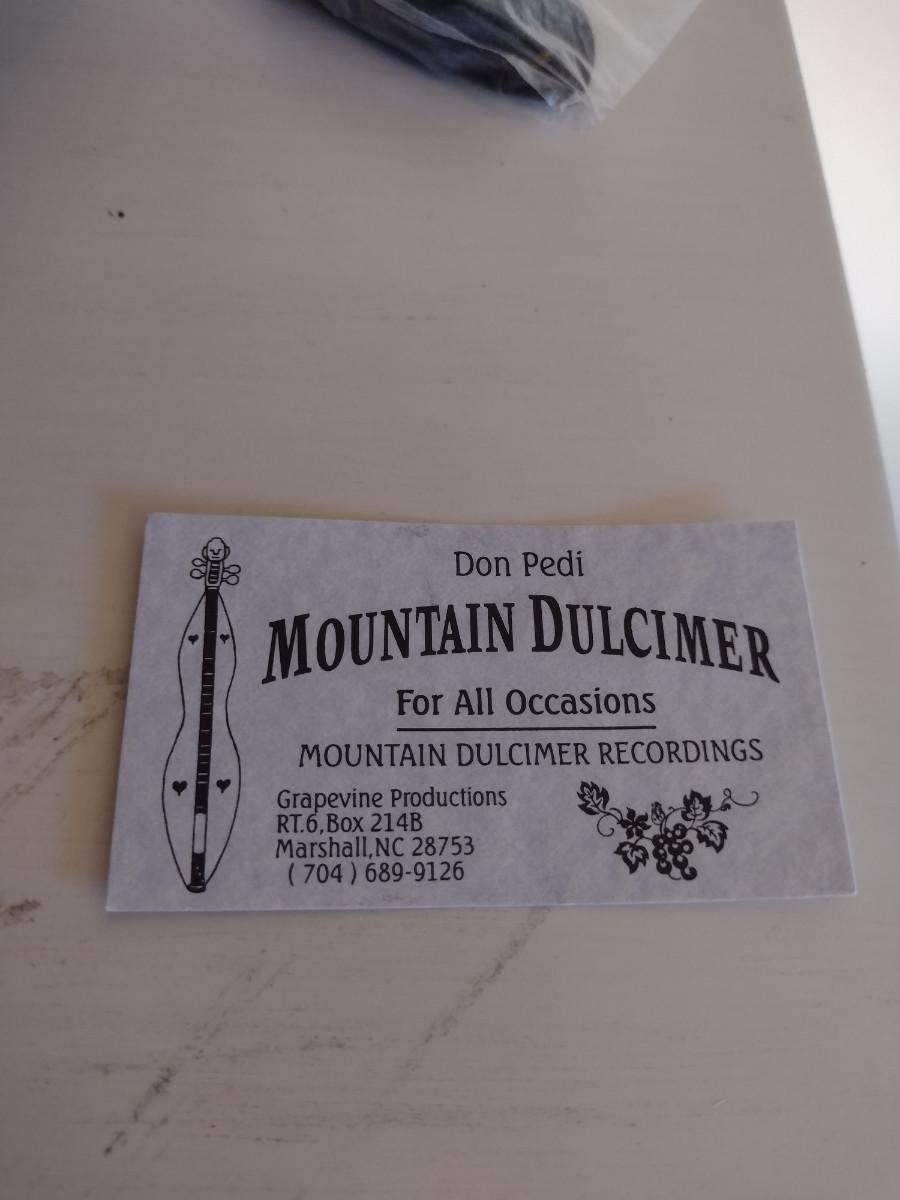 Don Pedi
MOUNTAIN DULCIMER
For All Occasions
MOUNTAIN DULCIMER RECORDINGS
Grapevine Productions
RT.6,Box 214B
Marshall,NC 28753
( 704 ) 689-9126